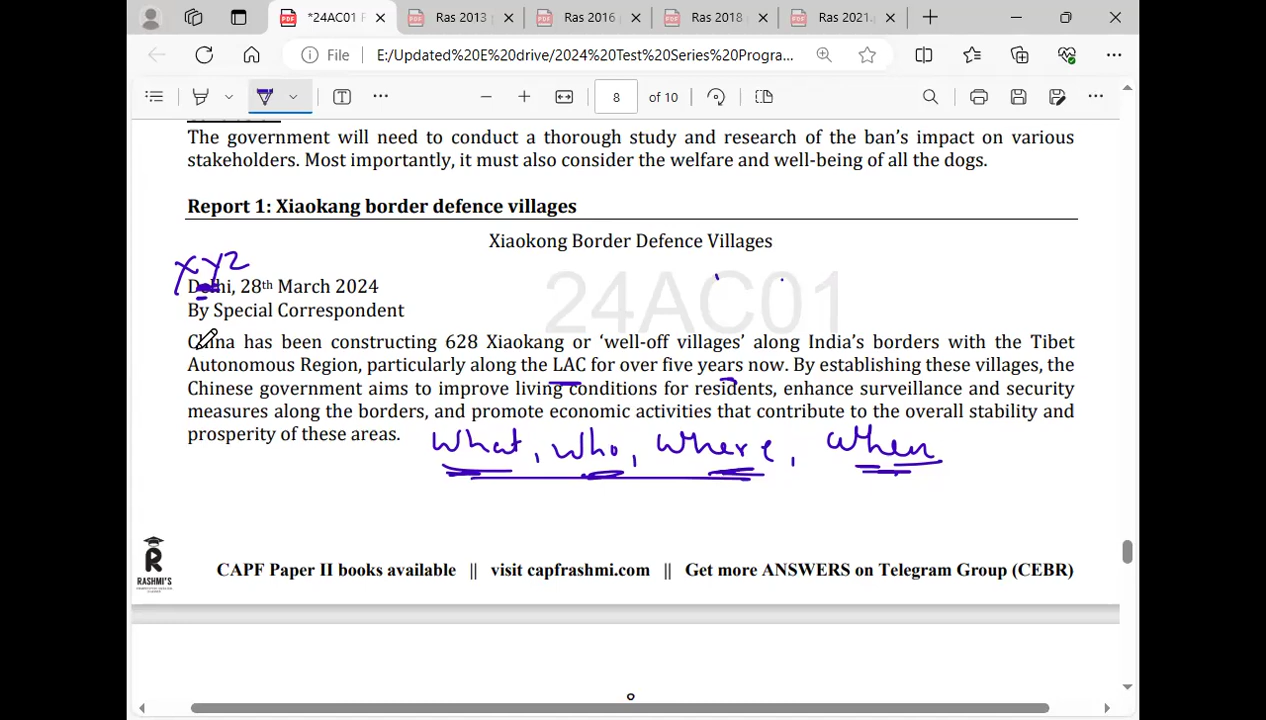 *24AC01 F
Ras 2013
Ras 2016
Ras 2018
Ras 2021.
File
E:/Updated%20E%20drive/2024%20Test%20Series%20Progra...
8 of 10
The government will need to conduct a thorough study and research of the ban's impact on various
stakeholders. Most importantly, it must also consider the welfare and well-being of all the dogs.
Report 1: Xiaokang border defence villages
Xiaokong Border Defence Villages
XYZ
Delhi, 28th March 2024
24AC01
By Special Correspondent
China has been constructing 628 Xiaokang or ‘well-off villages’ along India’s borders with the Tibet
Autonomous Region, particularly along the LAC for over five years now. By establishing these villages, the
Chinese government aims to improve living conditions for residents, enhance surveillance and security
measures along the borders, and promote economic activities that contribute to the overall stability and
prosperity of these areas.
What, Who, Where, When
R
RASHMI'S
CAPF Paper II books available || visit capfrashmi.com || Get more ANSWERS on Telegram Group (CEBR)